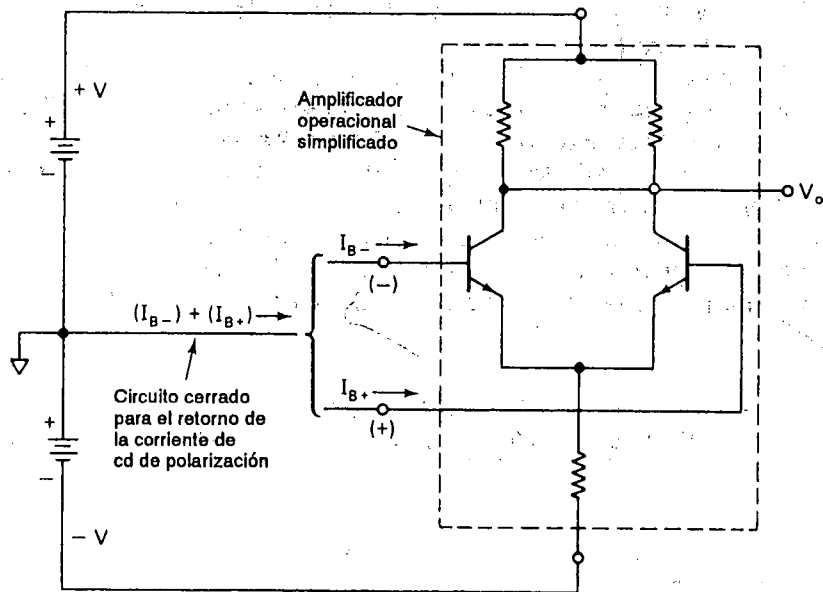 + V
+
−
Amplificador
operacional
simplificado
V₀
I_B−
(−)
(I_B−) + (I_B+)
I_B+
(+)
Circuito cerrado
para el retorno de
la corriente de
cd de polarización
+
−
− V